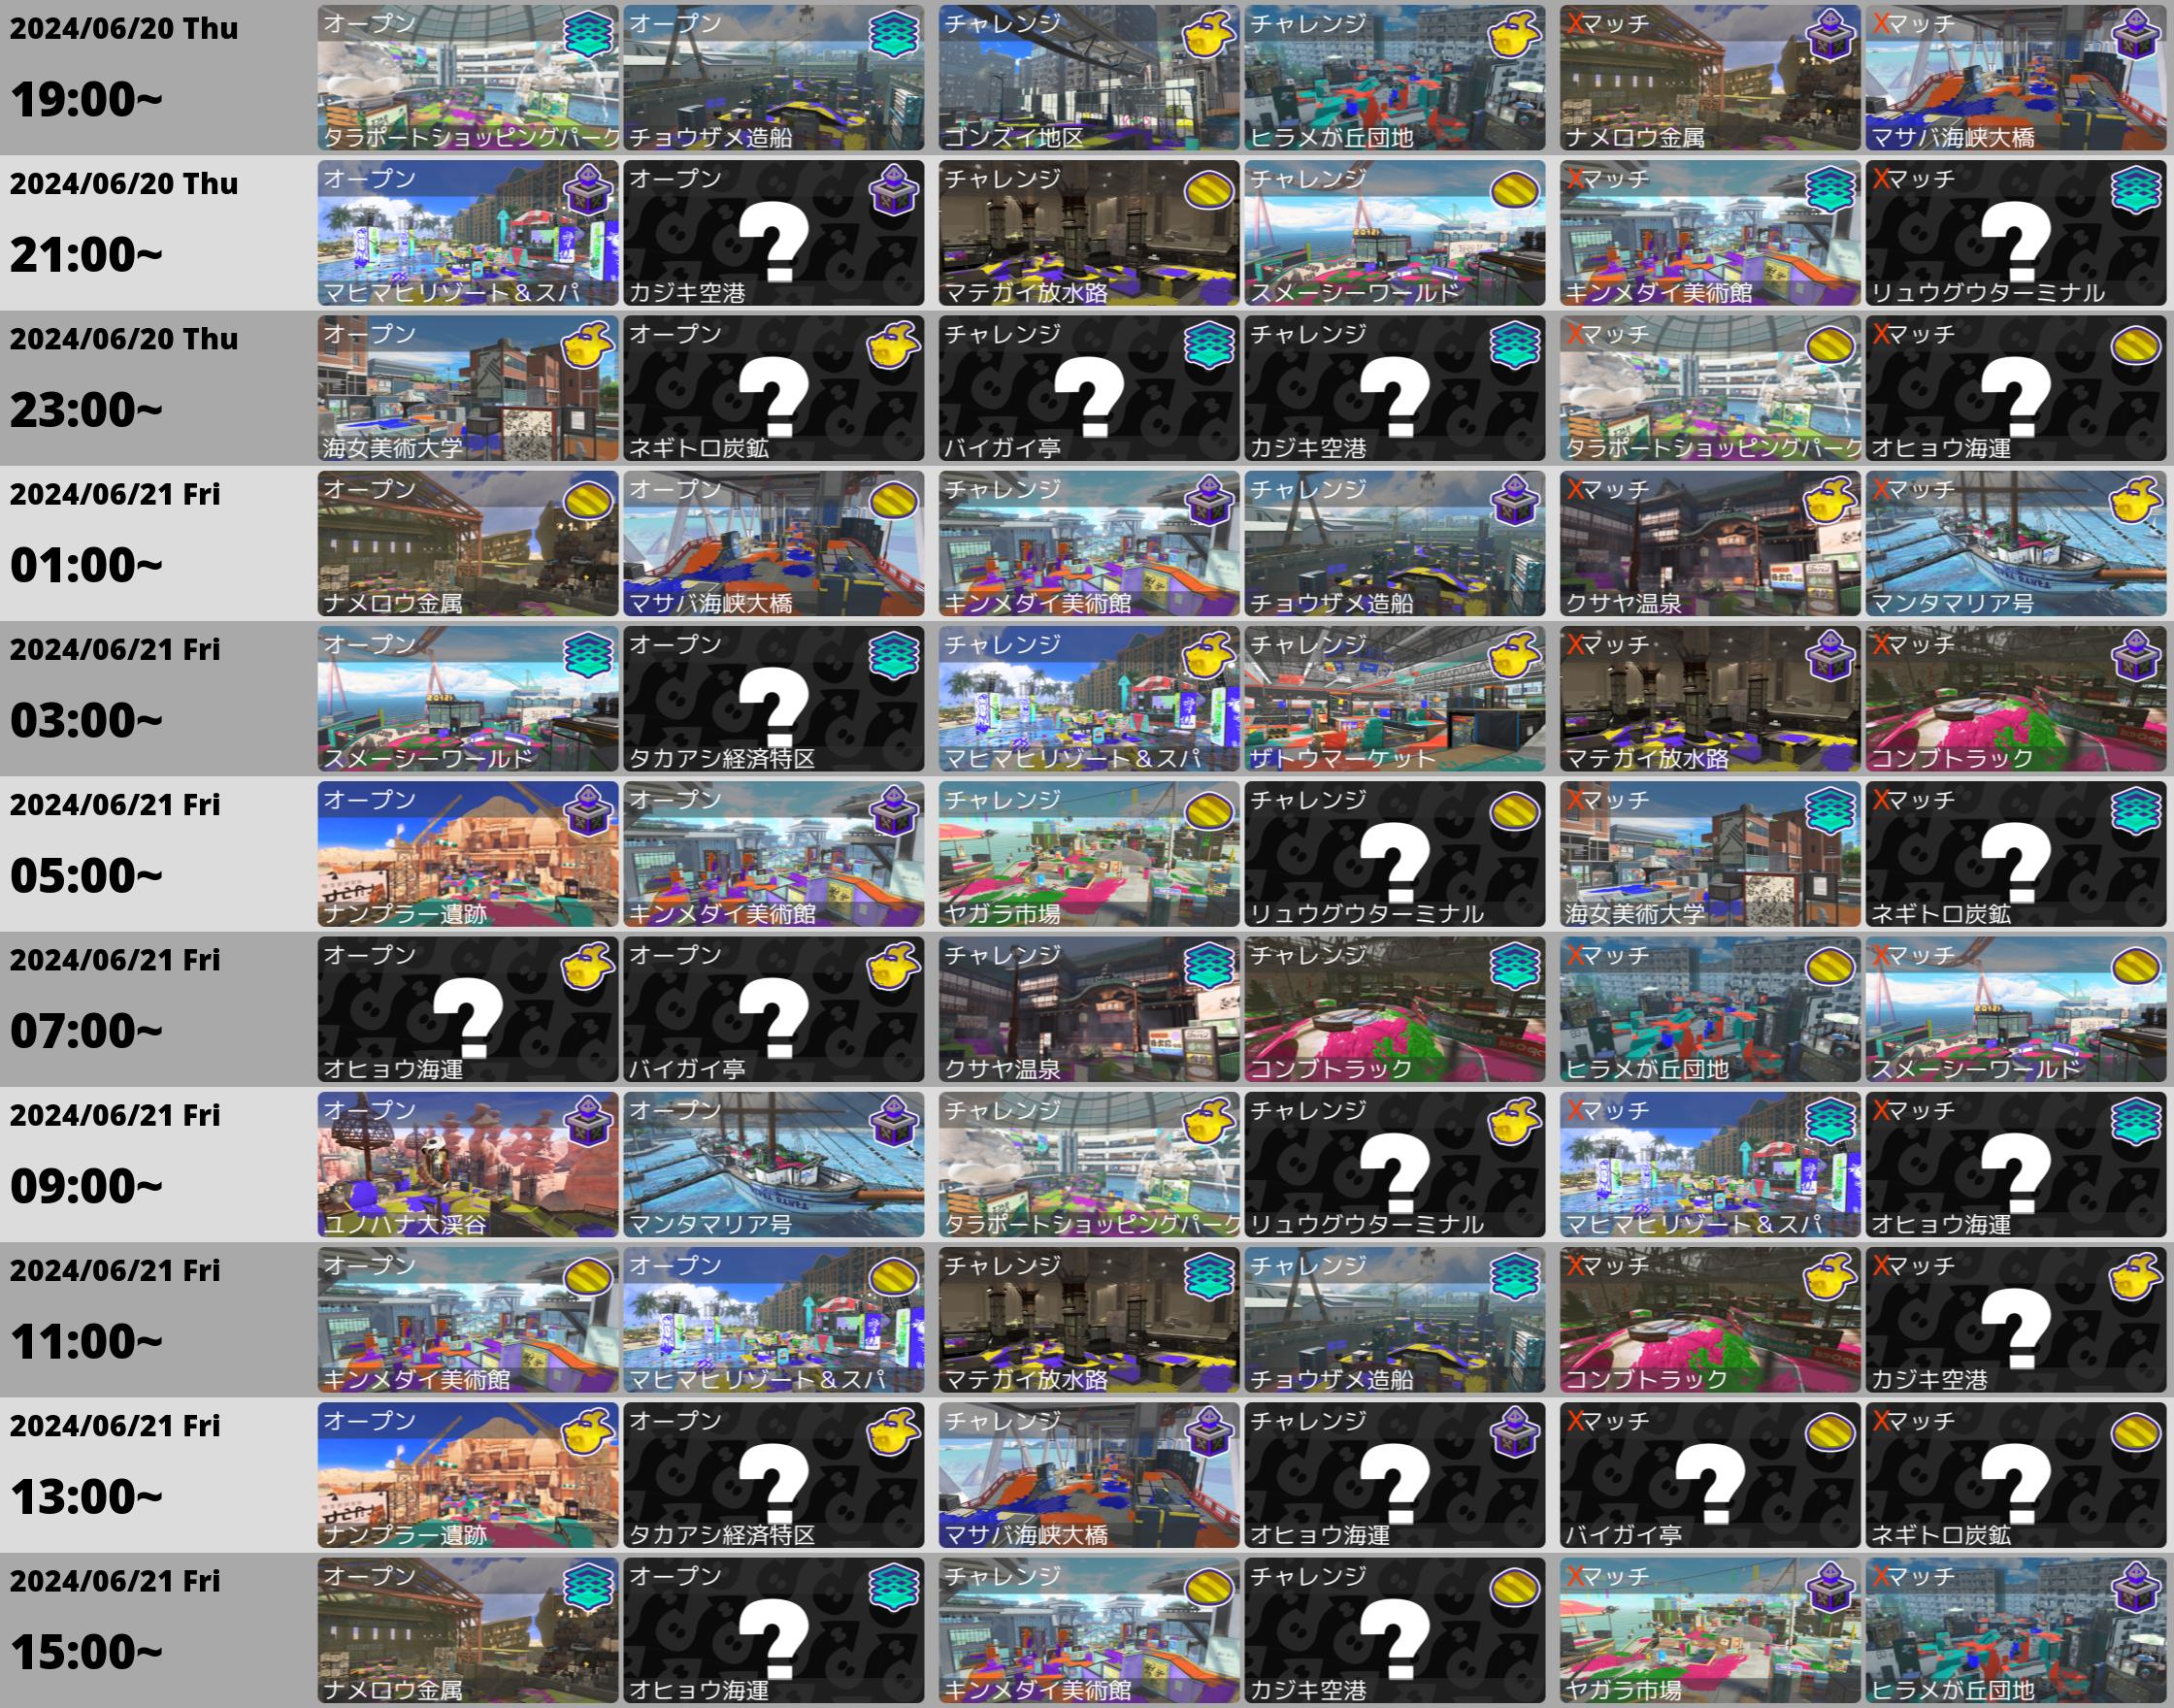 2024/06/20 Thu
19:00~
オープン
タラポートショッピングパーク
オープン
チョウザメ造船
チャレンジ
ゴンズイ地区
チャレンジ
ヒラメが丘団地
Xマッチ
ナメロウ金属
Xマッチ
マサバ海峡大橋
2024/06/20 Thu
21:00~
オープン
マヒマヒリゾート&スパ
オープン
カジキ空港
チャレンジ
マテガイ放水路
チャレンジ
スメーシーワールド
Xマッチ
キンメダイ美術館
Xマッチ
リュウグウターミナル
2024/06/20 Thu
23:00~
オープン
海女美術大学
オープン
ネギトロ炭鉱
チャレンジ
バイガイ亭
チャレンジ
カジキ空港
Xマッチ
タラポートショッピングパーク
Xマッチ
オヒョウ海運
2024/06/21 Fri
01:00~
オープン
ナメロウ金属
オープン
マサバ海峡大橋
チャレンジ
キンメダイ美術館
チャレンジ
チョウザメ造船
Xマッチ
クサヤ温泉
Xマッチ
マンタマリア号
2024/06/21 Fri
03:00~
オープン
スメーシーワールド
オープン
タカアシ経済特区
チャレンジ
マヒマヒリゾート&スパ
チャレンジ
ザトウマーケット
Xマッチ
マテガイ放水路
Xマッチ
コンブトラック
2024/06/21 Fri
05:00~
オープン
ナンプラー遺跡
オープン
キンメダイ美術館
チャレンジ
ヤガラ市場
チャレンジ
リュウグウターミナル
Xマッチ
海女美術大学
Xマッチ
ネギトロ炭鉱
2024/06/21 Fri
07:00~
オープン
オヒョウ海運
オープン
バイガイ亭
チャレンジ
クサヤ温泉
チャレンジ
コンブトラック
Xマッチ
ヒラメが丘団地
Xマッチ
スメーシーワールド
2024/06/21 Fri
09:00~
オープン
ユノハナ大渓谷
オープン
マンタマリア号
チャレンジ
タラポートショッピングパーク
チャレンジ
リュウグウターミナル
Xマッチ
マヒマヒリゾート&スパ
Xマッチ
オヒョウ海運
2024/06/21 Fri
11:00~
オープン
キンメダイ美術館
オープン
マヒマヒリゾート&スパ
チャレンジ
マテガイ放水路
チャレンジ
チョウザメ造船
Xマッチ
コンブトラック
Xマッチ
カジキ空港
2024/06/21 Fri
13:00~
オープン
ナンプラー遺跡
オープン
タカアシ経済特区
チャレンジ
マサバ海峡大橋
チャレンジ
オヒョウ海運
Xマッチ
バイガイ亭
Xマッチ
ネギトロ炭鉱
2024/06/21 Fri
15:00~
オープン
ナメロウ金属
オープン
オヒョウ海運
チャレンジ
キンメダイ美術館
チャレンジ
カジキ空港
Xマッチ
ヤガラ市場
Xマッチ
ヒラメが丘団地